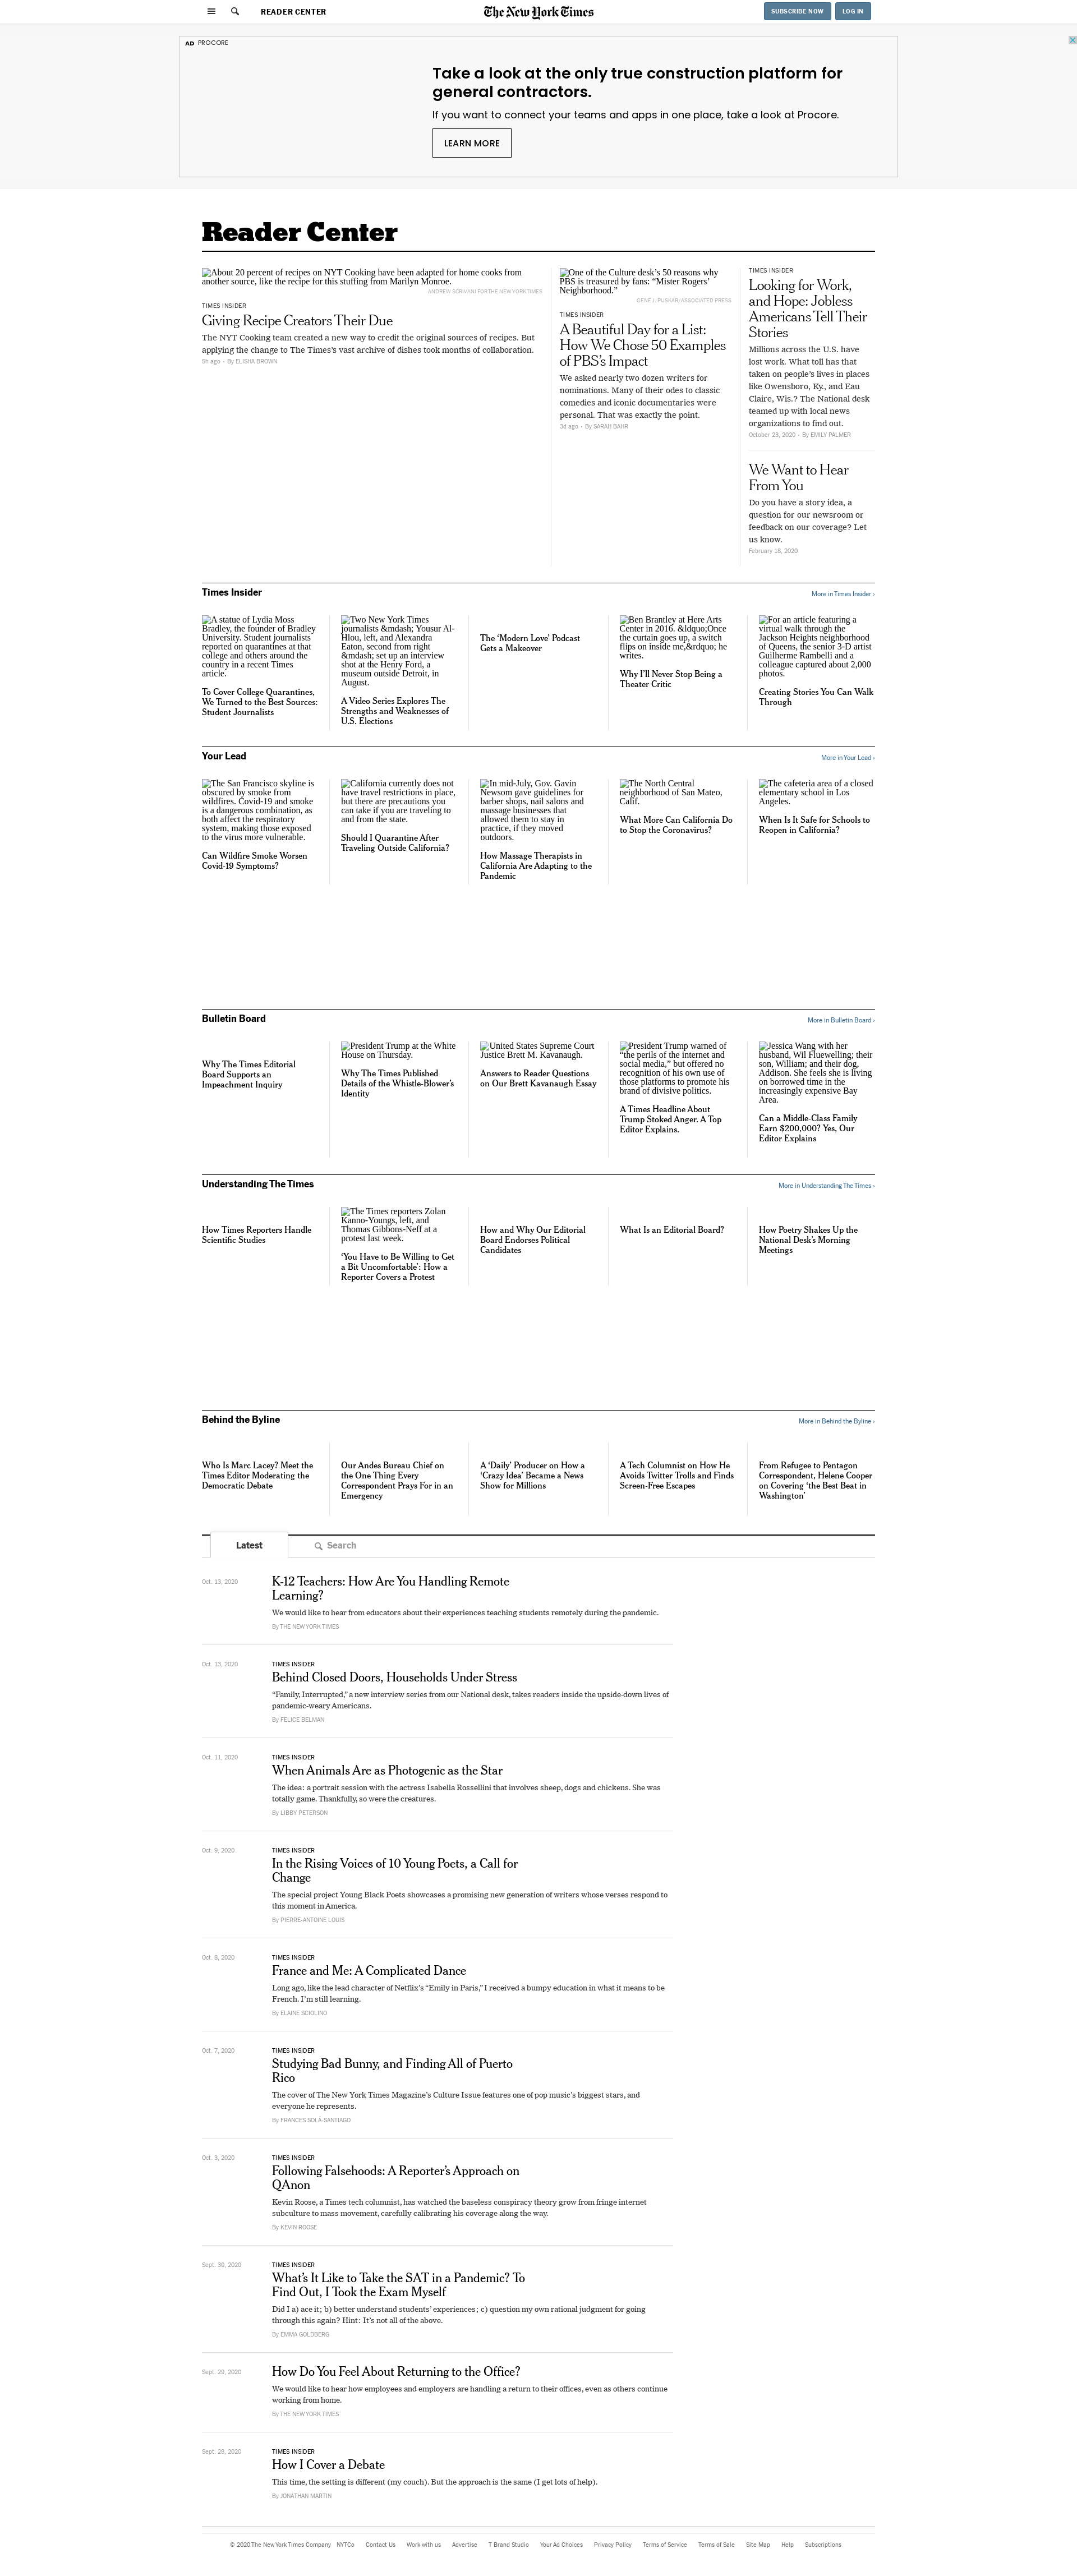 READER CENTER
The New York Times
SUBSCRIBE NOW
LOG IN
AD PROCORE
Take a look at the only true construction platform for
general contractors.
If you want to connect your teams and apps in one place, take a look at Procore.
LEARN MORE
Reader Center
About 20 percent of recipes on NYT Cooking have been adapted for home cooks from
another source, like the recipe for this stuffing from Marilyn Monroe.
ANDREW SCRIVANI FOR THE NEW YORK TIMES
TIMES INSIDER
Giving Recipe Creators Their Due
The NYT Cooking team created a new way to credit the original sources of recipes. But
applying the change to The Times's vast archive of dishes took months of collaboration.
5h ago - By ELISHA BROWN
One of the Culture desk's 50 reasons why
PBS is treasured by fans: “Mister Rogers'
Neighborhood.”
GENE J. PUSKAR/ASSOCIATED PRESS
TIMES INSIDER
A Beautiful Day for a List:
How We Chose 50 Examples
of PBS's Impact
We asked nearly two dozen writers for
nominations. Many of their odes to classic
comedies and iconic documentaries were
personal. That was exactly the point.
3d ago - By SARAH BAHR
TIMES INSIDER
Looking for Work,
and Hope: Jobless
Americans Tell Their
Stories
Millions across the U.S. have
lost work. What toll has that
taken on people's lives in places
like Owensboro, Ky., and Eau
Claire, Wis.? The National desk
teamed up with local news
organizations to find out.
October 23, 2020 - By EMILY PALMER
We Want to Hear
From You
Do you have a story idea, a
question for our newsroom or
feedback on our coverage? Let
us know.
February 18, 2020
Times Insider
More in Times Insider ›
A statue of Lydia Moss
Bradley, the founder of Bradley
University. Student journalists
reported on quarantines at that
college and others around the
country in a recent Times
article.
To Cover College Quarantines,
We Turned to the Best Sources:
Student Journalists
Two New York Times
journalists &mdash; Yousur Al-
Hlou, left, and Alexandra
Eaton, second from right
&mdash; set up an interview
shot at the Henry Ford, a
museum outside Detroit, in
August.
A Video Series Explores The
Strengths and Weaknesses of
U.S. Elections
The ‘Modern Love’ Podcast
Gets a Makeover
Ben Brantley at Here Arts
Center in 2016. &ldquo;Once
the curtain goes up, a switch
flips on inside me,&rdquo; he
writes.
Why I'll Never Stop Being a
Theater Critic
For an article featuring a
virtual walk through the
Jackson Heights neighborhood
of Queens, the senior 3-D artist
Guilherme Rambelli and a
colleague captured about 2,000
photos.
Creating Stories You Can Walk
Through
Your Lead
More in Your Lead ›
The San Francisco skyline is
obscured by smoke from
wildfires. Covid-19 and smoke
is a dangerous combination, as
both affect the respiratory
system, making those exposed
to the virus more vulnerable.
Can Wildfire Smoke Worsen
Covid-19 Symptoms?
California currently does not
have travel restrictions in place,
but there are precautions you
can take if you are traveling to
and from the state.
Should I Quarantine After
Traveling Outside California?
In mid-July, Gov. Gavin
Newsom gave guidelines for
barber shops, nail salons and
massage businesses that
allowed them to stay in
practice, if they moved
outdoors.
How Massage Therapists in
California Are Adapting to the
Pandemic
The North Central
neighborhood of San Mateo,
Calif.
What More Can California Do
to Stop the Coronavirus?
The cafeteria area of a closed
elementary school in Los
Angeles.
When Is It Safe for Schools to
Reopen in California?
Bulletin Board
More in Bulletin Board ›
Why The Times Editorial
Board Supports an
Impeachment Inquiry
President Trump at the White
House on Thursday.
Why The Times Published
Details of the Whistle-Blower's
Identity
United States Supreme Court
Justice Brett M. Kavanaugh.
Answers to Reader Questions
on Our Brett Kavanaugh Essay
President Trump warned of
“the perils of the internet and
social media,” but offered no
recognition of his own use of
those platforms to promote his
brand of divisive politics.
A Times Headline About
Trump Stoked Anger. A Top
Editor Explains.
Jessica Wang with her
husband, Wil Fluewelling; their
son, William; and their dog,
Addison. She feels she is living
on borrowed time in the
increasingly expensive Bay
Area.
Can a Middle-Class Family
Earn $200,000? Yes, Our
Editor Explains
Understanding The Times
More in Understanding The Times ›
How Times Reporters Handle
Scientific Studies
The Times reporters Zolan
Kanno-Youngs, left, and
Thomas Gibbons-Neff at a
protest last week.
‘You Have to Be Willing to Get
a Bit Uncomfortable’: How a
Reporter Covers a Protest
How and Why Our Editorial
Board Endorses Political
Candidates
What Is an Editorial Board?
How Poetry Shakes Up the
National Desk's Morning
Meetings
Behind the Byline
More in Behind the Byline ›
Who Is Marc Lacey? Meet the
Times Editor Moderating the
Democratic Debate
Our Andes Bureau Chief on
the One Thing Every
Correspondent Prays For in an
Emergency
A ‘Daily’ Producer on How a
‘Crazy Idea’ Became a News
Show for Millions
A Tech Columnist on How He
Avoids Twitter Trolls and Finds
Screen-Free Escapes
From Refugee to Pentagon
Correspondent, Helene Cooper
on Covering ‘the Best Beat in
Washington’
Latest
Search
Oct. 13, 2020
K-12 Teachers: How Are You Handling Remote
Learning?
We would like to hear from educators about their experiences teaching students remotely during the pandemic.
By THE NEW YORK TIMES
Oct. 13, 2020
TIMES INSIDER
Behind Closed Doors, Households Under Stress
“Family, Interrupted,” a new interview series from our National desk, takes readers inside the upside-down lives of
pandemic-weary Americans.
By FELICE BELMAN
Oct. 11, 2020
TIMES INSIDER
When Animals Are as Photogenic as the Star
The idea: a portrait session with the actress Isabella Rossellini that involves sheep, dogs and chickens. She was
totally game. Thankfully, so were the creatures.
By LIBBY PETERSON
Oct. 9, 2020
TIMES INSIDER
In the Rising Voices of 10 Young Poets, a Call for
Change
The special project Young Black Poets showcases a promising new generation of writers whose verses respond to
this moment in America.
By PIERRE-ANTOINE LOUIS
Oct. 8, 2020
TIMES INSIDER
France and Me: A Complicated Dance
Long ago, like the lead character of Netflix's “Emily in Paris,” I received a bumpy education in what it means to be
French. I'm still learning.
By ELAINE SCIOLINO
Oct. 7, 2020
TIMES INSIDER
Studying Bad Bunny, and Finding All of Puerto
Rico
The cover of The New York Times Magazine's Culture Issue features one of pop music's biggest stars, and
everyone he represents.
By FRANCES SOLÁ-SANTIAGO
Oct. 3, 2020
TIMES INSIDER
Following Falsehoods: A Reporter's Approach on
QAnon
Kevin Roose, a Times tech columnist, has watched the baseless conspiracy theory grow from fringe internet
subculture to mass movement, carefully calibrating his coverage along the way.
By KEVIN ROOSE
Sept. 30, 2020
TIMES INSIDER
What's It Like to Take the SAT in a Pandemic? To
Find Out, I Took the Exam Myself
Did I a) ace it; b) better understand students' experiences; c) question my own rational judgment for going
through this again? Hint: It's not all of the above.
By EMMA GOLDBERG
Sept. 29, 2020
How Do You Feel About Returning to the Office?
We would like to hear how employees and employers are handling a return to their offices, even as others continue
working from home.
By THE NEW YORK TIMES
Sept. 28, 2020
TIMES INSIDER
How I Cover a Debate
This time, the setting is different (my couch). But the approach is the same (I get lots of help).
By JONATHAN MARTIN
© 2020 The New York Times Company NYTCo Contact Us Work with us Advertise T Brand Studio Your Ad Choices Privacy Policy Terms of Service Terms of Sale Site Map Help Subscriptions